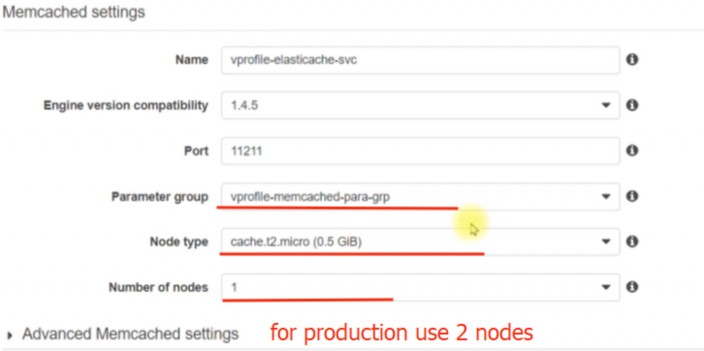 Memcached settings
Name vprofile-elasticache-svc
Engine version compatibility 1.4.5
Port 11211
Parameter group vprofile-memcached-para-grp
Node type cache.t2.micro (0.5 GiB)
Number of nodes 1
Advanced Memcached settings for production use 2 nodes